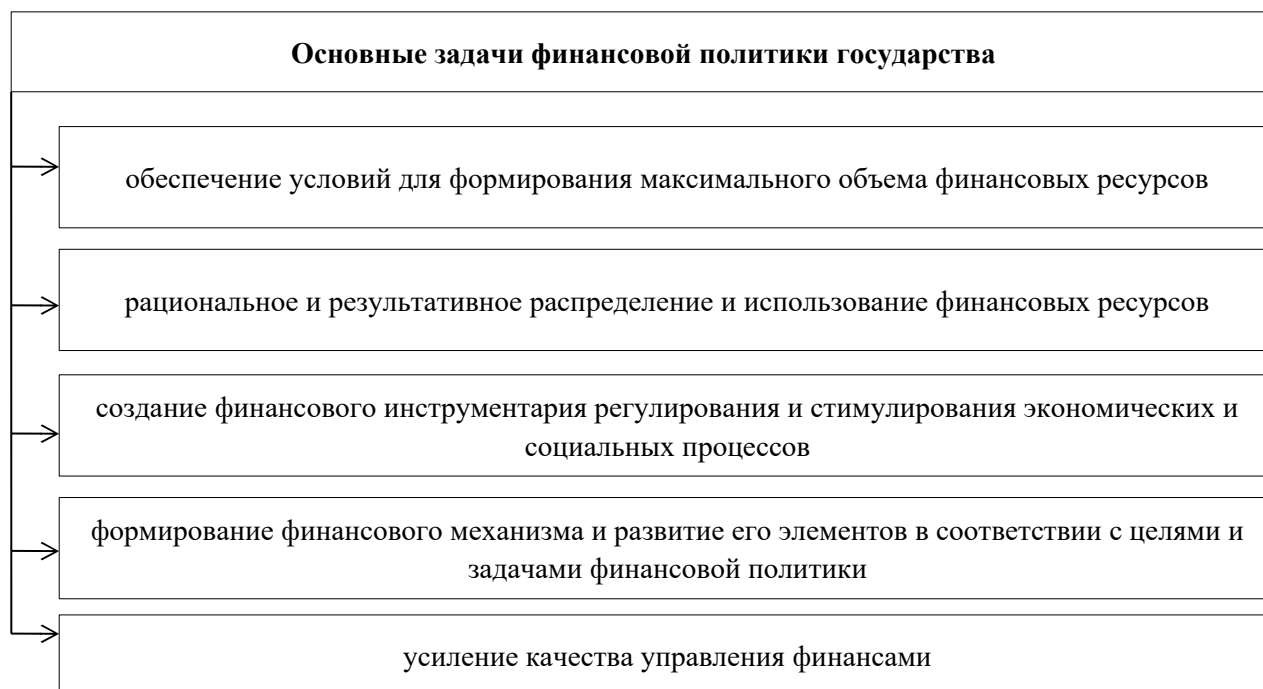 Основные задачи финансовой политики государства
обеспечение условий для формирования максимального объема финансовых ресурсов
рациональное и результативное распределение и использование финансовых ресурсов
создание финансового инструментария регулирования и стимулирования экономических и
социальных процессов
формирование финансового механизма и развитие его элементов в соответствии с целями и
задачами финансовой политики
усиление качества управления финансами